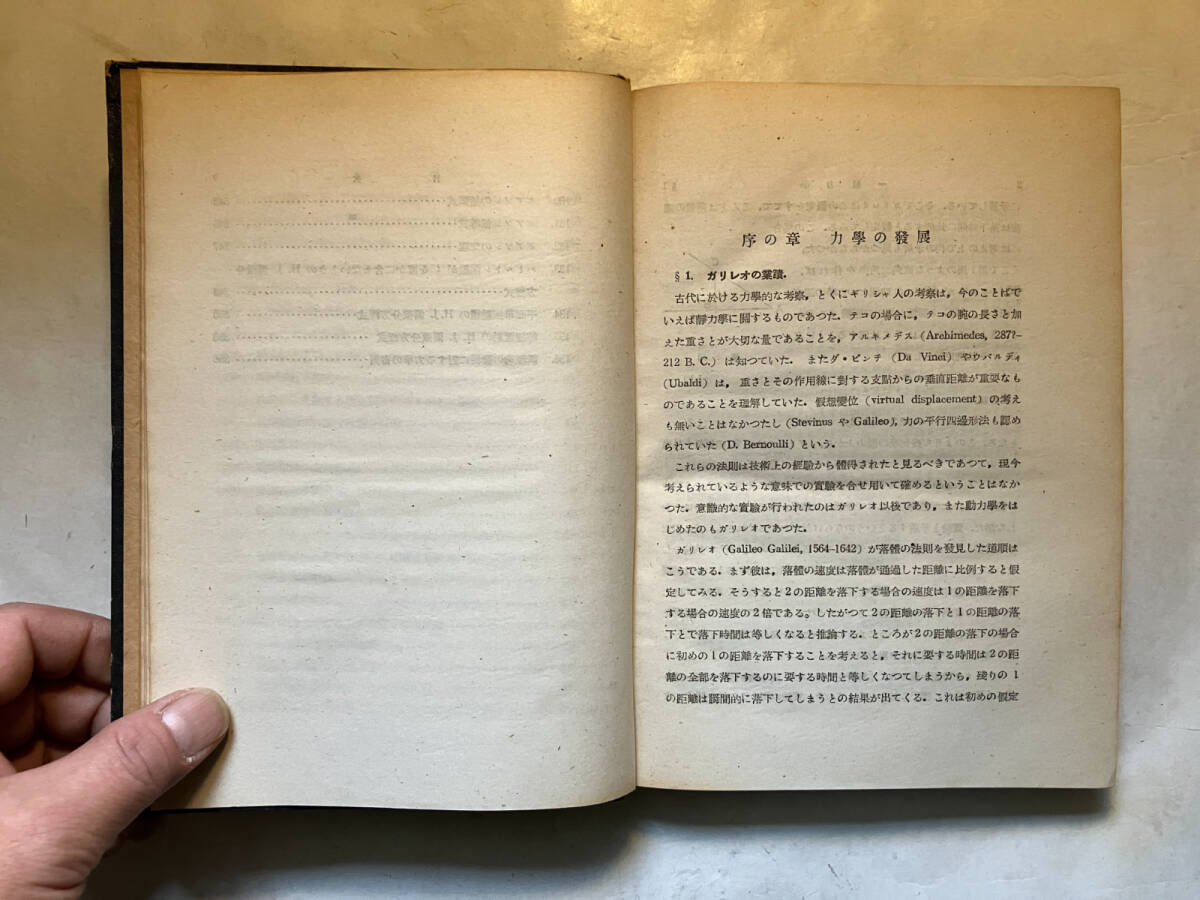 序の章 力學の發展
§ 1. ガリレオの業蹟.
古代に於ける力學的な考察，とくにギリシャ人の考察は，今のことばで
いえば靜力學に關するものであつた．テコの場合に，テコの腕の長さと加
えた重さとが大切な量であることを，アルキメデス (Archimedes, 287?–
212 B. C.) は知つていた． またダ・ビンチ (Da Vinci) やウバルディ
(Ubaldi) は， 重さとその作用線に對する支點からの垂直距離が重要なも
のであることを理解していた．假想變位 (virtual displacement) の考え
も無いことはなかつたし (Stevinus や Galileo), 力の平行四邊形法も認め
られていた (D. Bernoulli) という．
これらの法則は技術上の經驗から體得されたと見るべきであつて，現今
考えられているような意味での實驗を合せ用いて確めるということはなか
つた．意識的な實驗が行われたのはガリレオ以後であり，また動力學をは
じめたのもガリレオであつた．
ガリレオ (Galileo Galilei, 1564–1642) が落體の法則を發見した道順は
こうである．まず彼は，落體の速度は落體が通過した距離に比例すると假
定してみる．そうすると2の距離を落下する場合の速度は1の距離を落下
する場合の速度の2倍である。したがつて2の距離の落下と1の距離の落
下とで落下時間は等しくなると推論する．ところが2の距離の落下の場合
に初めの1の距離を落下することを考えると，それに要する時間は2の距
離の全部を落下するのに要する時間と等しくなつてしまうから，殘りの 1
の距離は瞬間的に落下してしまうとの結果が出てくる．これは初めの假定